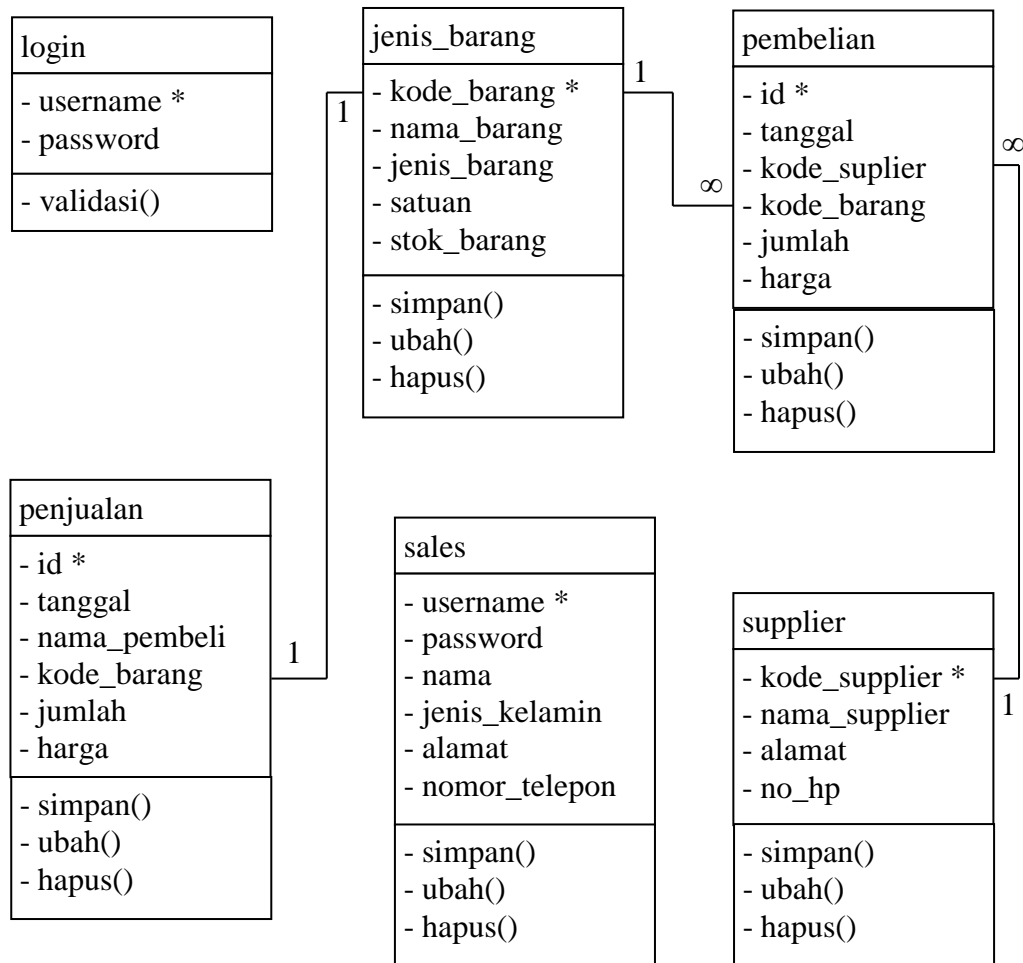 login
- username *
- password
- validasi()
jenis_barang
- kode_barang *
- nama_barang
- jenis_barang
- satuan
- stok_barang
- simpan()
- ubah()
- hapus()
pembelian
- id *
- tanggal
- kode_suplier
- kode_barang
- jumlah
- harga
- simpan()
- ubah()
- hapus()
1
1
∞
∞
penjualan
- id *
- tanggal
- nama_pembeli
- kode_barang
- jumlah
- harga
- simpan()
- ubah()
- hapus()
1
sales
- username *
- password
- nama
- jenis_kelamin
- alamat
- nomor_telepon
- simpan()
- ubah()
- hapus()
supplier
- kode_supplier *
- nama_supplier
- alamat
- no_hp
- simpan()
- ubah()
- hapus()
1